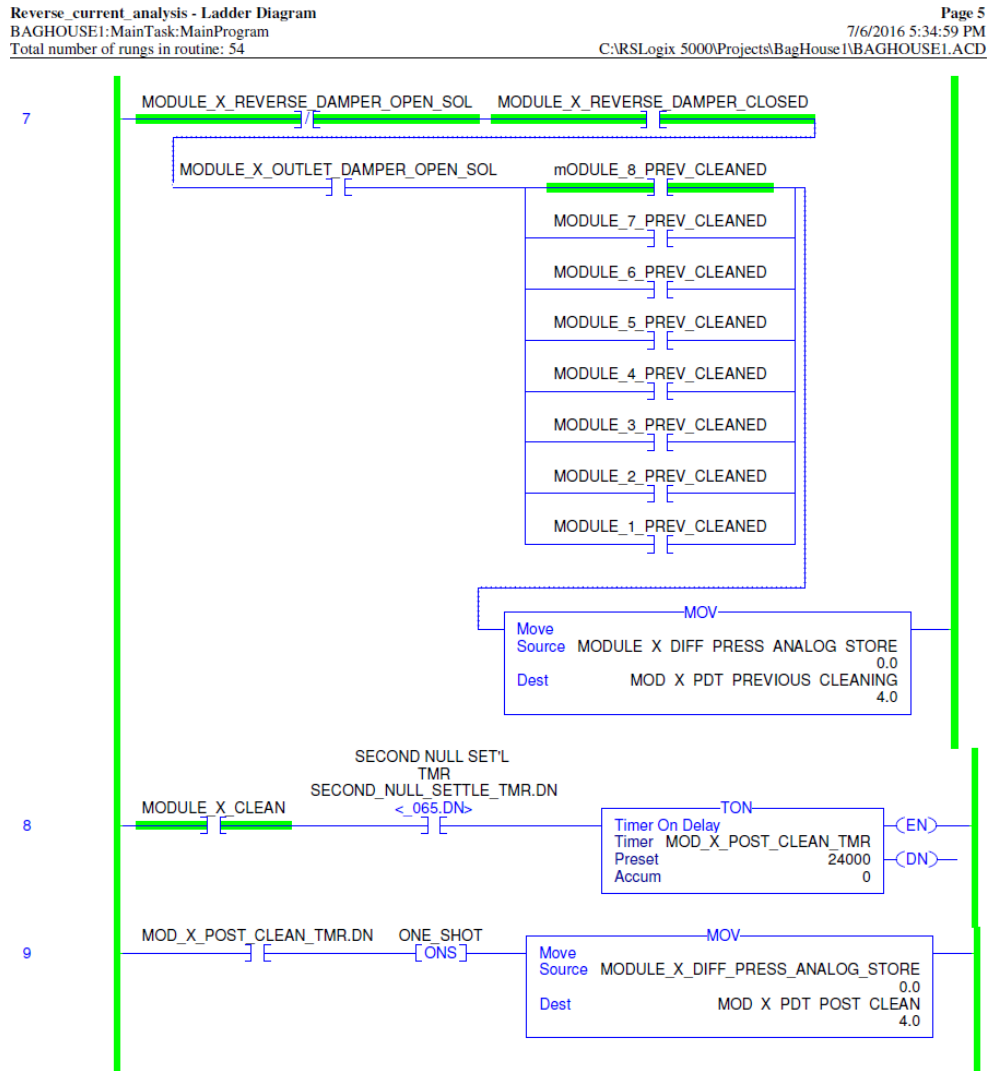 Reverse_current_analysis - Ladder Diagram
Page 5
BAGHOUSE1:MainTask:MainProgram
7/6/2016 5:34:59 PM
Total number of rungs in routine: 54
C:\RSLogix 5000\Projects\BagHouse1\BAGHOUSE1.ACD
7
MODULE_X_REVERSE_DAMPER_OPEN_SOL
MODULE_X_REVERSE_DAMPER_CLOSED
/
MODULE_X_OUTLET_DAMPER_OPEN_SOL
mODULE_8_PREV_CLEANED
MODULE_7_PREV_CLEANED
MODULE_6_PREV_CLEANED
MODULE_5_PREV_CLEANED
MODULE_4_PREV_CLEANED
MODULE_3_PREV_CLEANED
MODULE_2_PREV_CLEANED
MODULE_1_PREV_CLEANED
MOV
Move
Source MODULE X DIFF PRESS ANALOG STORE
0.0
Dest MOD X PDT PREVIOUS CLEANING
4.0
8
MODULE_X_CLEAN
SECOND NULL SET'L
TMR
SECOND_NULL_SETTLE_TMR.DN
<_065.DN>
TON
Timer On Delay
Timer MOD_X_POST_CLEAN_TMR
Preset 24000
Accum 0
EN
DN
9
MOD_X_POST_CLEAN_TMR.DN
ONE_SHOT
ONS
MOV
Move
Source MODULE_X_DIFF_PRESS_ANALOG_STORE
0.0
Dest MOD X PDT POST CLEAN
4.0